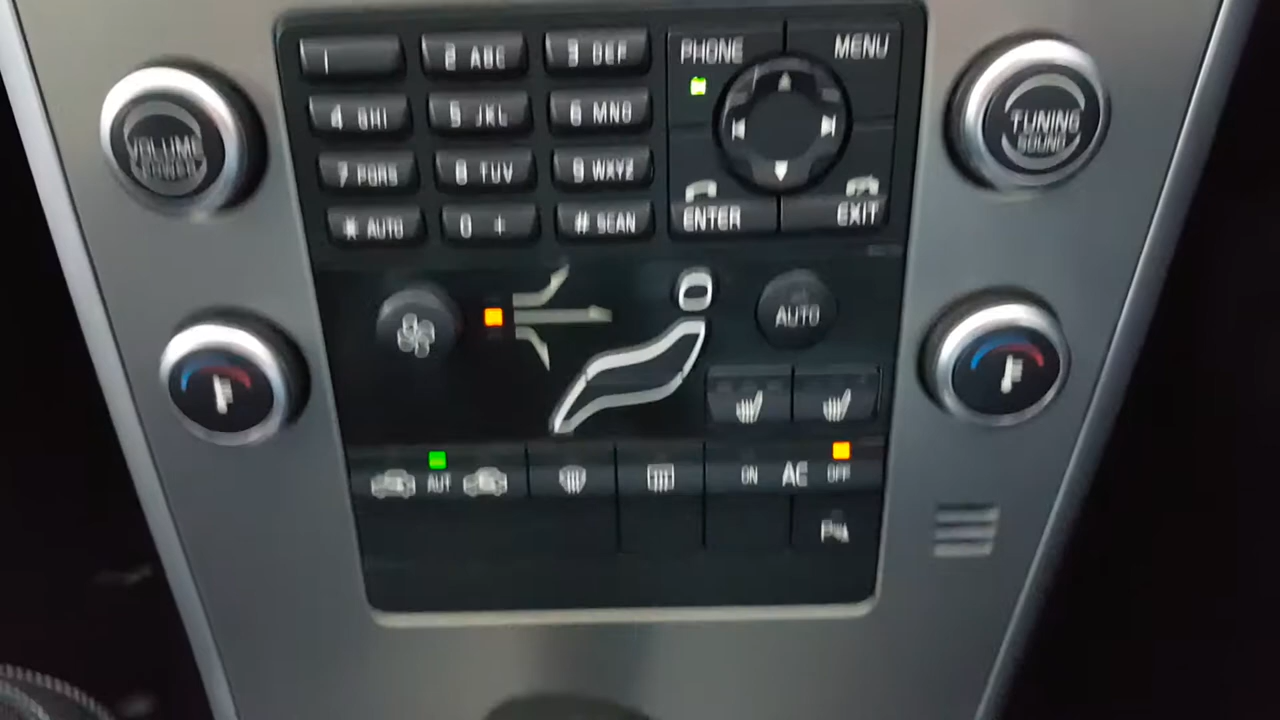 1
2 ABC
3 DEF
PHONE
MENU
4 GHI
5 JKL
6 MNO
VOLUME
TUNING
SOUND
7 PQRS
8 TUV
9 WXYZ
* AUTO
0 +
# SCAN
ENTER
EXIT
AUTO
AUT
ON AC OFF